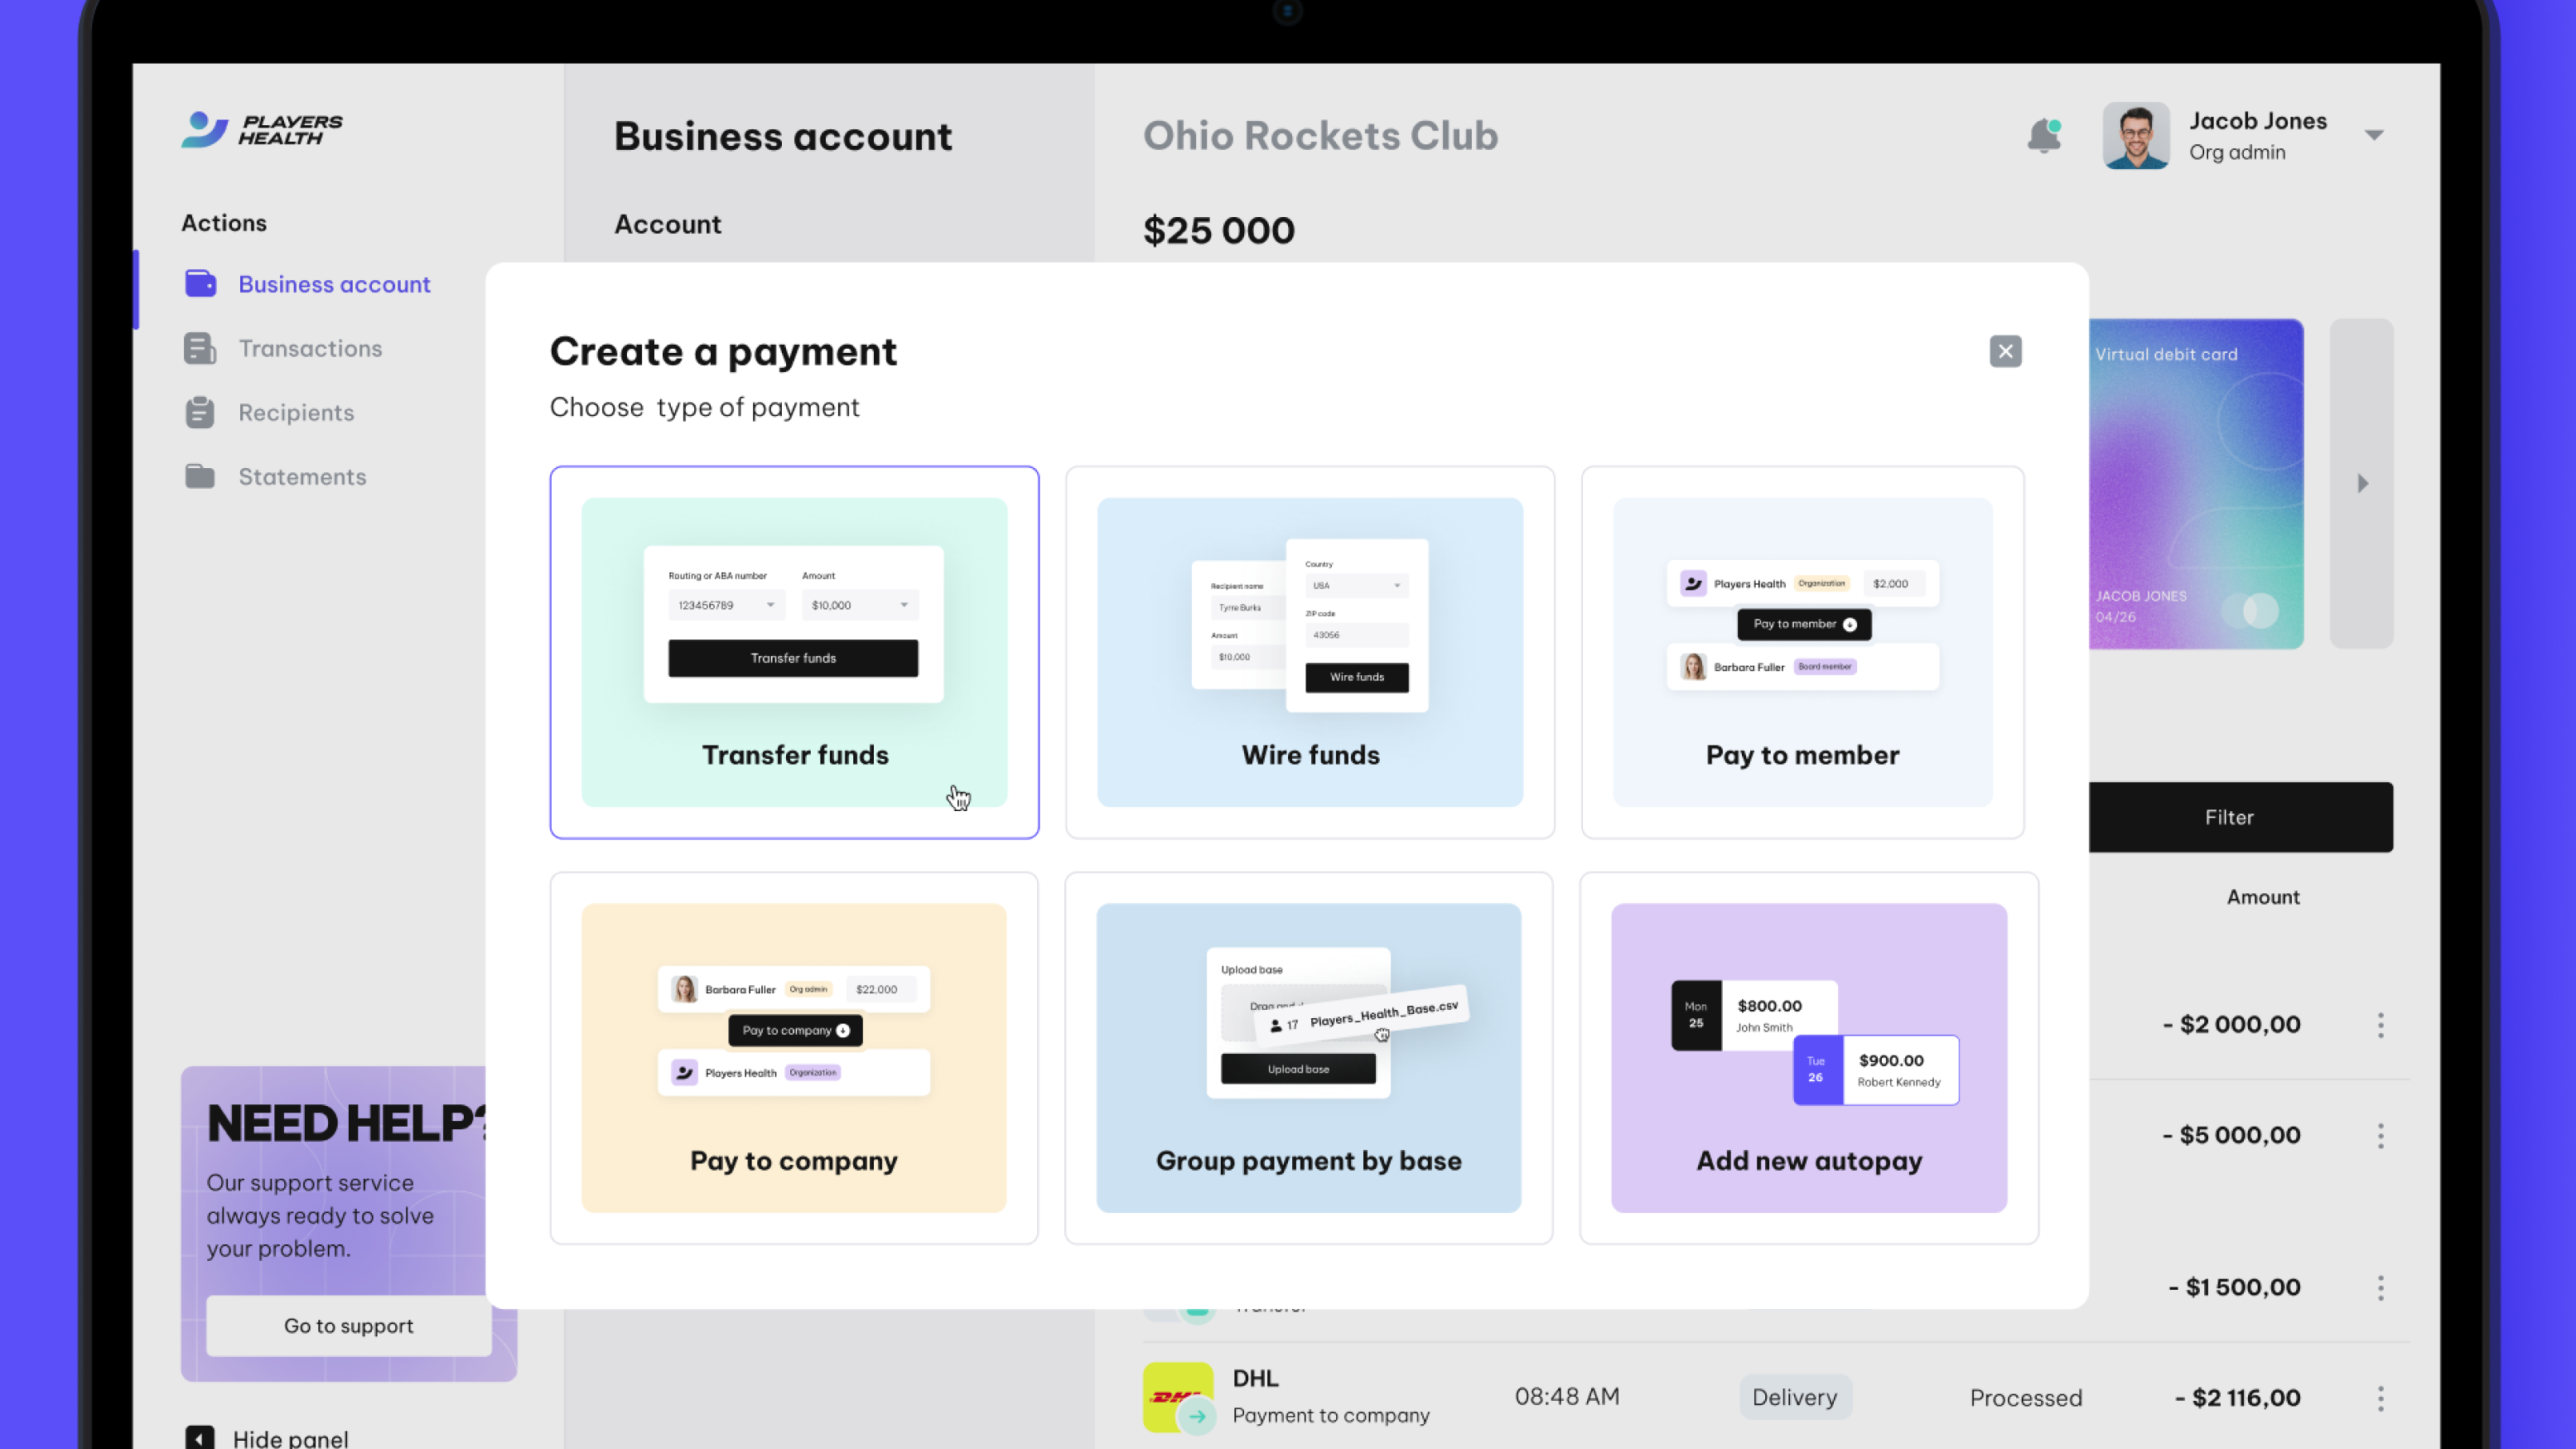 PLAYERS
HEALTH
Business account
Ohio Rockets Club
Jacob Jones
Org admin
Actions
Account
$25 000
Business account
Transactions
Recipients
Statements
Create a payment
Choose type of payment
Virtual debit card
JACOB JONES
04/26
Routing or ABA number
Amount
123456789
$10,000
Transfer funds
Transfer funds
Recipient name
Tyrre Burks
Amount
$10,000
Country
USA
ZIP code
43056
Wire funds
Wire funds
Players Health
Organization
$2,000
Pay to member
Barbara Fuller
Board member
Pay to member
Filter
Amount
Barbara Fuller
Org admin
$22,000
Pay to company
Players Health
Organization
Pay to company
Upload base
Drag and
17 Players_Health_Base.csv
Upload base
Group payment by base
Mon
25
$800.00
John Smith
Tue
26
$900.00
Robert Kennedy
Add new autopay
- $2 000,00
- $5 000,00
- $1 500,00
NEED HELP?
Our support service
always ready to solve
your problem.
Go to support
Hide panel
DHL
DHL
Payment to company
08:48 AM
Delivery
Processed
- $2 116,00